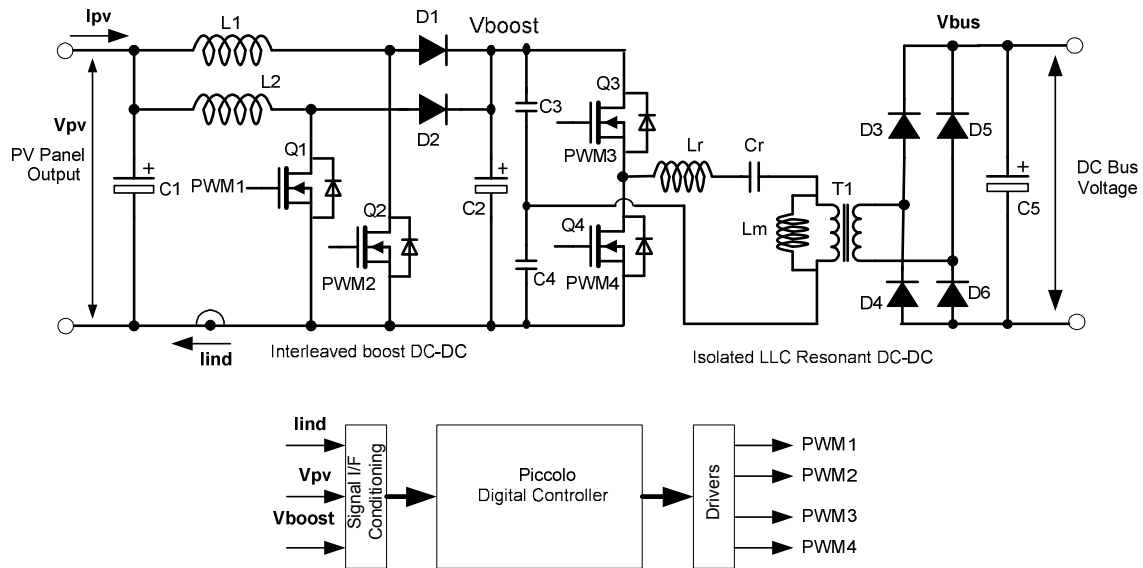 Ipv
L1
D1
Vboost
Vbus
L2
D2
Q3
C3
Vpv
PV Panel
Output
Q1
PWM3
Lr
Cr
D3
D5
DC Bus
Voltage
C1
+
PWM1
Q2
C2
+
Q4
T1
Lm
C5
+
PWM2
C4
PWM4
D4
D6
Iind
Interleaved boost DC-DC
Isolated LLC Resonant DC-DC
Iind
Vpv
Vboost
Signal I/F
Conditioning
Piccolo
Digital Controller
Drivers
PWM1
PWM2
PWM3
PWM4